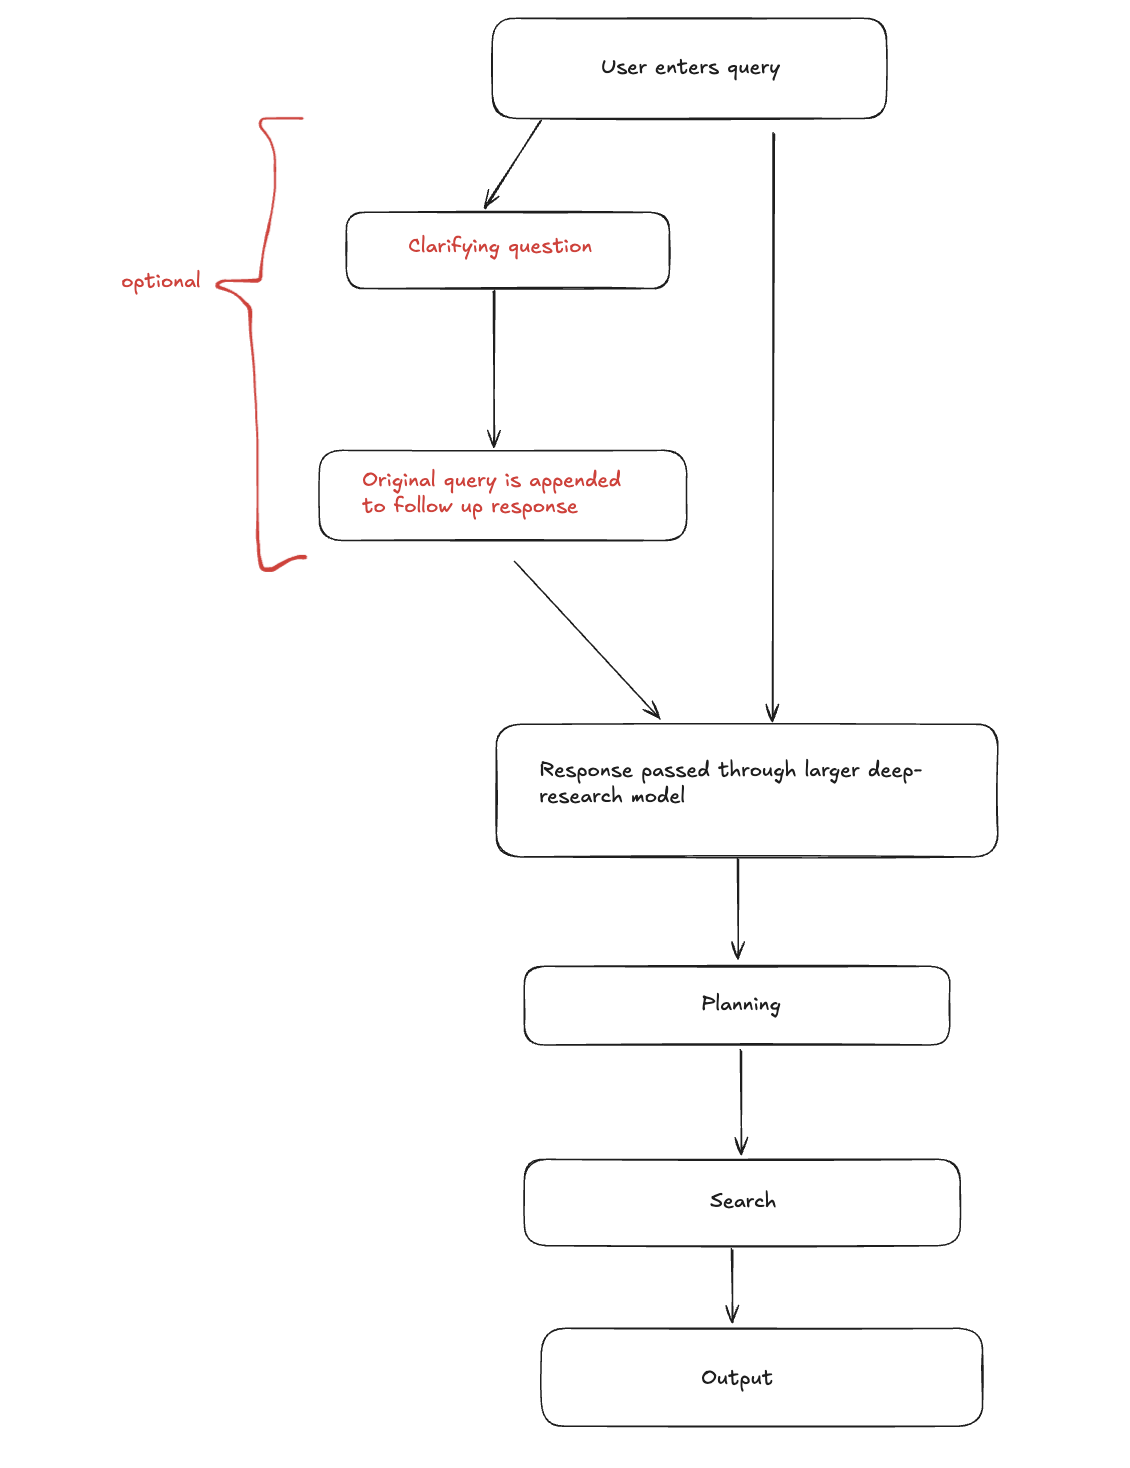 User enters query
Clarifying question
optional
Original query is appended
to follow up response
Response passed through larger deep-
research model
Planning
Search
Output